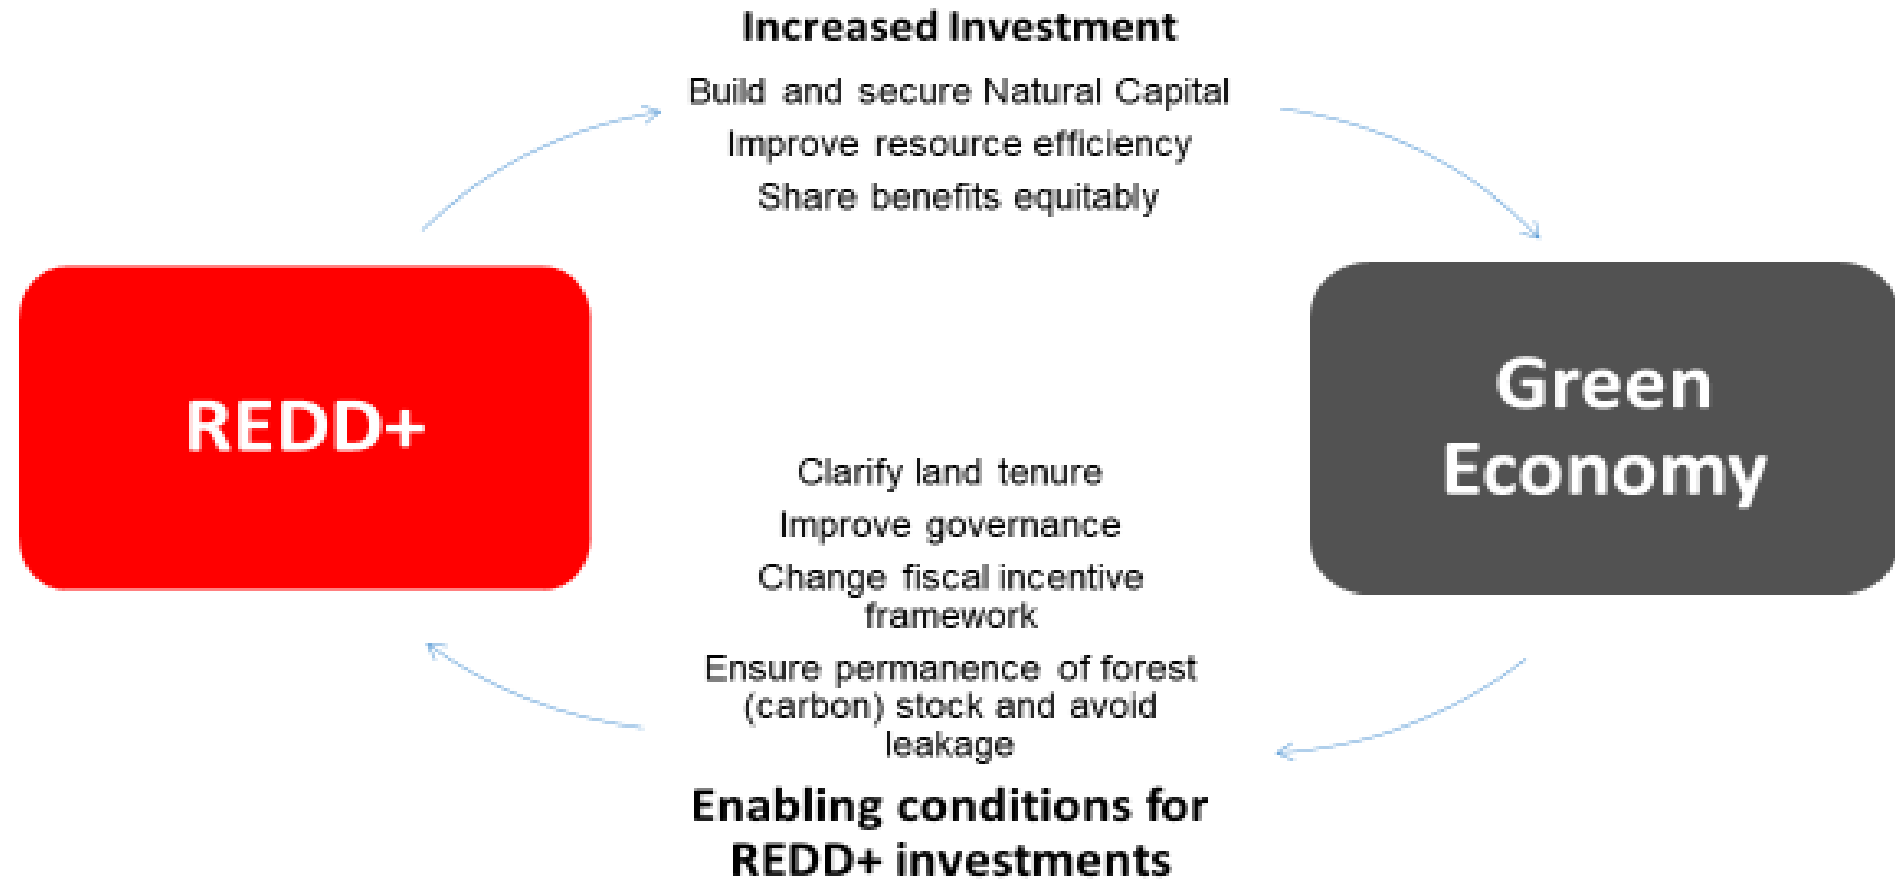 Increased Investment
Build and secure Natural Capital
Improve resource efficiency
Share benefits equitably
REDD+
Green
Economy
Clarify land tenure
Improve governance
Change fiscal incentive
framework
Ensure permanence of forest
(carbon) stock and avoid
leakage
Enabling conditions for
REDD+ investments